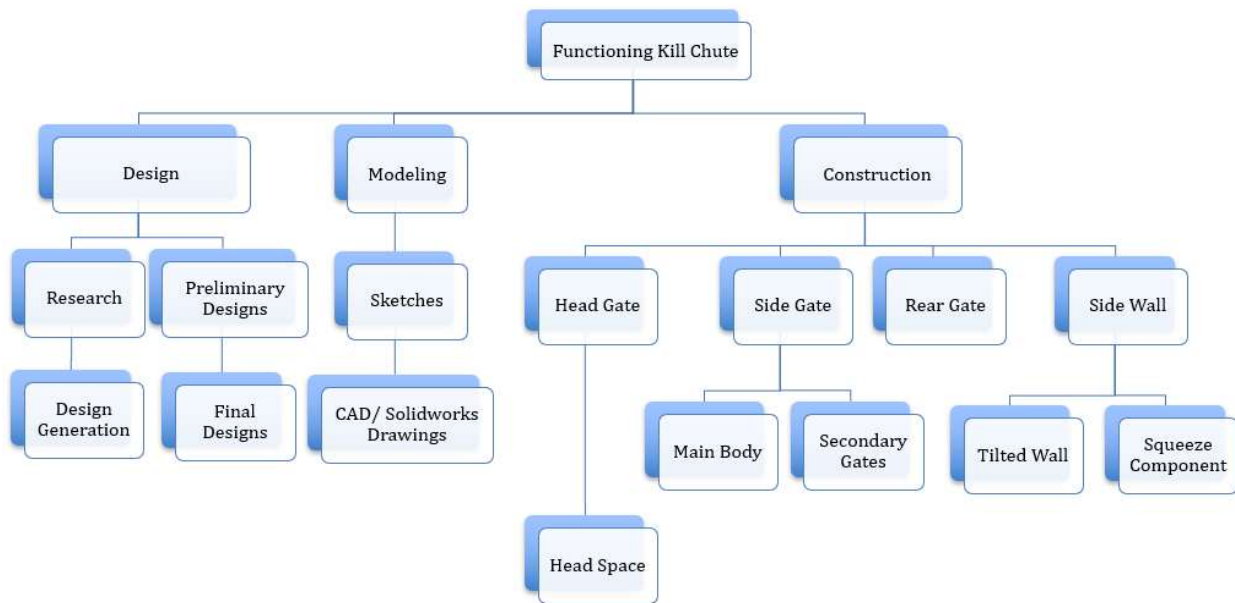 Functioning Kill Chute
Design
Modeling
Construction
Research
Preliminary
Designs
Sketches
Head Gate
Side Gate
Rear Gate
Side Wall
Design
Generation
Final
Designs
CAD/ Solidworks
Drawings
Main Body
Secondary
Gates
Tilted Wall
Squeeze
Component
Head Space